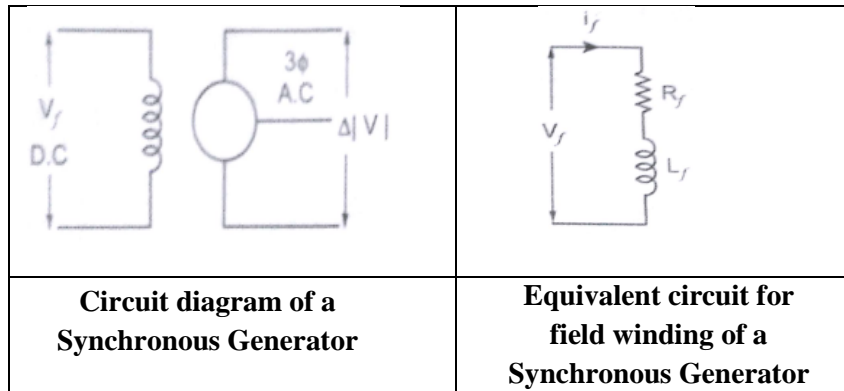 V_f
D.C
3ϕ
A.C
Δ|V|
i_f
R_f
V_f
L_f
Circuit diagram of a
Synchronous Generator
Equivalent circuit for
field winding of a
Synchronous Generator